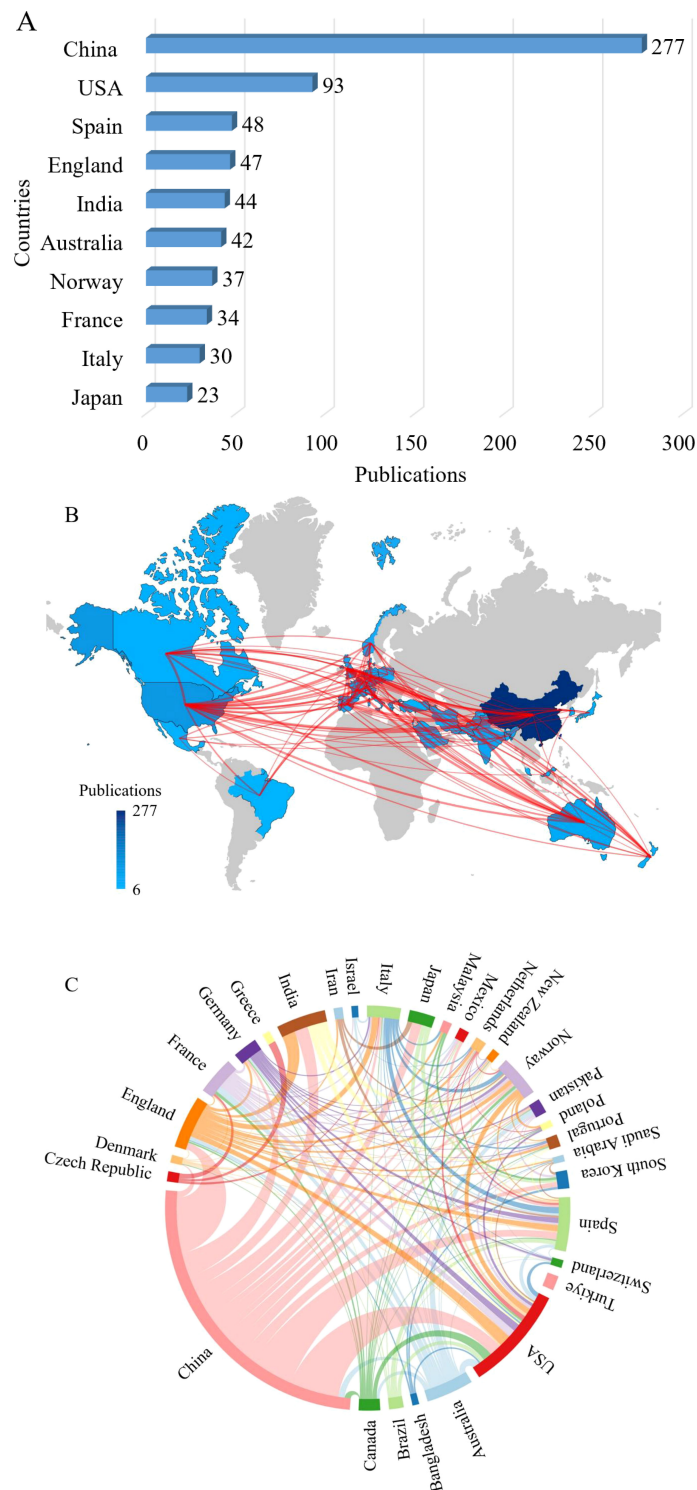 A
China 277
USA 93
Spain 48
England 47
India 44
Australia 42
Norway 37
France 34
Italy 30
Japan 23
Countries
0 50 100 150 200 250 300
Publications
B
Publications
277
6
C
Czech Republic
Denmark
England
France
Germany
Greece
India
Iran
Israel
Italy
Japan
Malaysia
Mexico
Netherlands
New Zealand
Norway
Pakistan
Poland
Portugal
Saudi Arabia
South Korea
Spain
Switzerland
Turkiye
USA
Australia
Bangladesh
Brazil
Canada
China